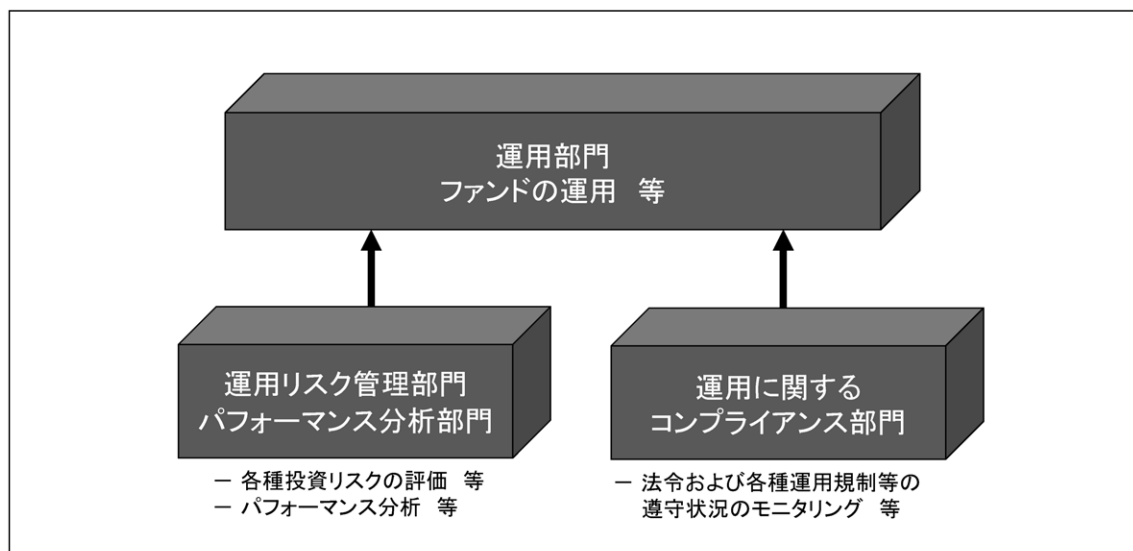 運用部門
ファンドの運用 等
運用リスク管理部門
パフォーマンス分析部門
運用に関する
コンプライアンス部門
－ 各種投資リスクの評価 等
－ パフォーマンス分析 等
－ 法令および各種運用規制等の
遵守状況のモニタリング 等